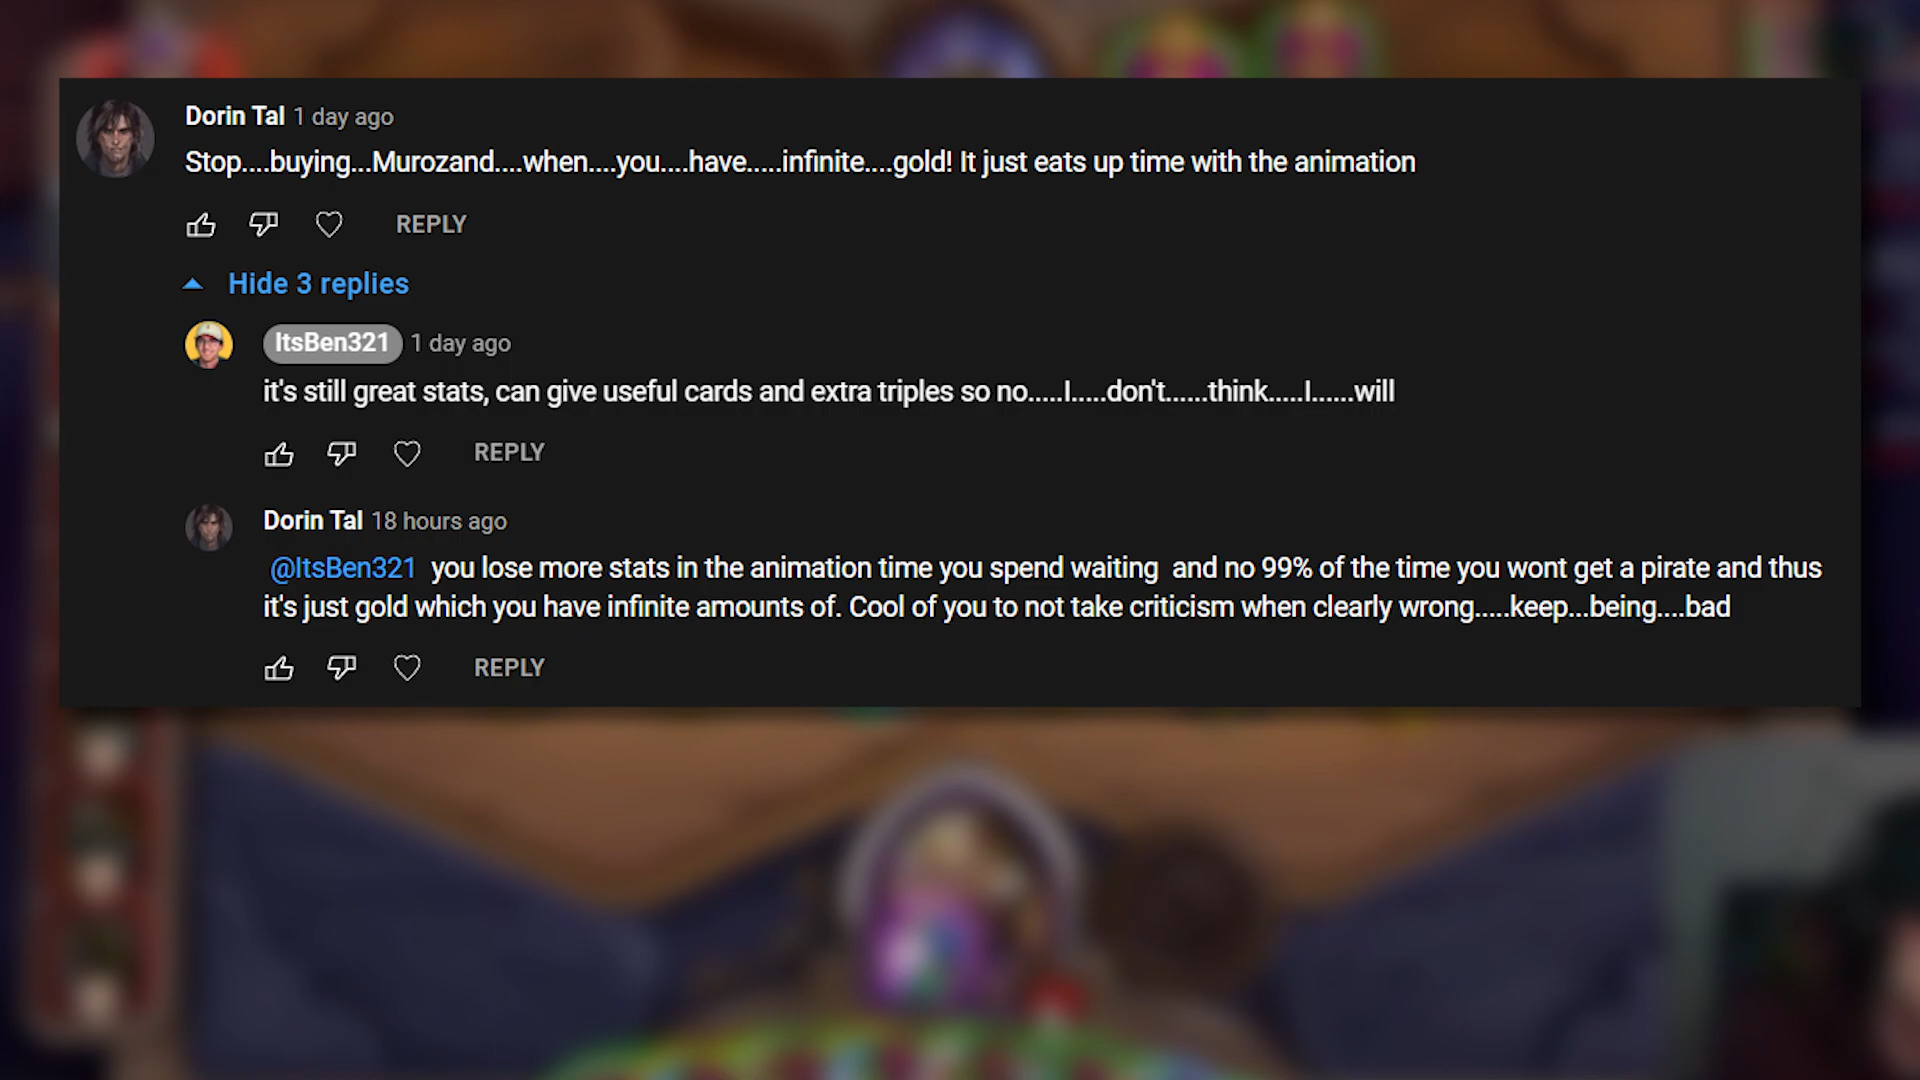 Dorin Tal 1 day ago
Stop....buying...Murozand....when....you....have.....infinite....gold! It just eats up time with the animation
REPLY
Hide 3 replies
ItsBen321 1 day ago
it's still great stats, can give useful cards and extra triples so no.....I.....don't......think.....I......will
REPLY
Dorin Tal 18 hours ago
@ItsBen321 you lose more stats in the animation time you spend waiting and no 99% of the time you wont get a pirate and thus
it's just gold which you have infinite amounts of. Cool of you to not take criticism when clearly wrong.....keep...being....bad
REPLY